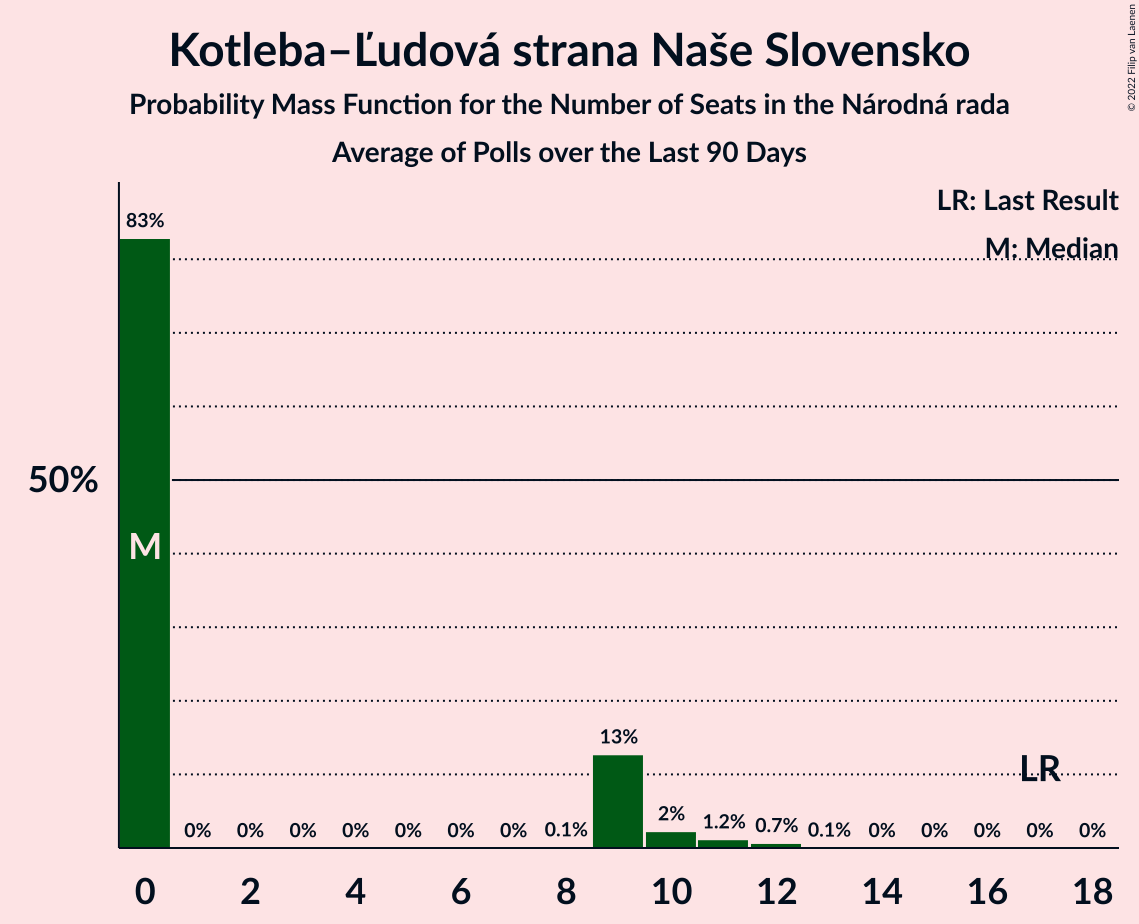 Kotleba–Ľudová strana Naše Slovensko
Probability Mass Function for the Number of Seats in the Národná rada
Average of Polls over the Last 90 Days
© 2022 Filip van Laenen
LR: Last Result
M: Median
83%
50%
M
13%
LR
0% 0% 0% 0% 0% 0% 0% 0.1% 2% 1.2% 0.7% 0.1% 0% 0% 0% 0% 0%
0 2 4 6 8 10 12 14 16 18